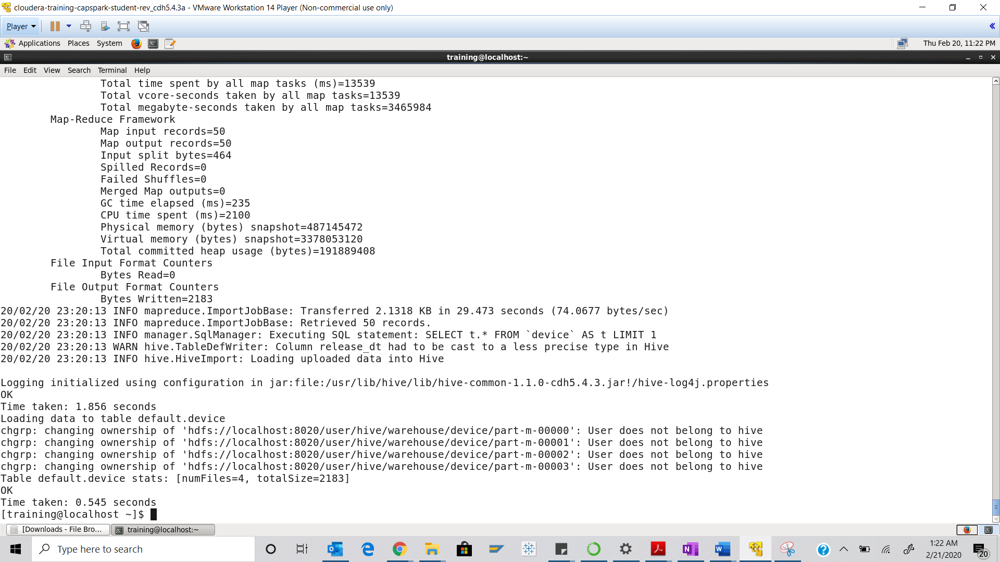 cloudera-training-capspark-student-rev_cdh5.4.3a - VMware Workstation 14 Player (Non-commercial use only)
Player
Applications Places System Thu Feb 20, 11:22 PM
training@localhost:~
File Edit View Search Terminal Help
Total time spent by all map tasks (ms)=13539
Total vcore-seconds taken by all map tasks=13539
Total megabyte-seconds taken by all map tasks=3465984
Map-Reduce Framework
Map input records=50
Map output records=50
Input split bytes=464
Spilled Records=0
Failed Shuffles=0
Merged Map outputs=0
GC time elapsed (ms)=235
CPU time spent (ms)=2100
Physical memory (bytes) snapshot=487145472
Virtual memory (bytes) snapshot=3378053120
Total committed heap usage (bytes)=191889408
File Input Format Counters
Bytes Read=0
File Output Format Counters
Bytes Written=2183
20/02/20 23:20:13 INFO mapreduce.ImportJobBase: Transferred 2.1318 KB in 29.473 seconds (74.0677 bytes/sec)
20/02/20 23:20:13 INFO mapreduce.ImportJobBase: Retrieved 50 records.
20/02/20 23:20:13 INFO manager.SqlManager: Executing SQL statement: SELECT t.* FROM `device` AS t LIMIT 1
20/02/20 23:20:13 WARN hive.TableDefWriter: Column release_dt had to be cast to a less precise type in Hive
20/02/20 23:20:13 INFO hive.HiveImport: Loading uploaded data into Hive
Logging initialized using configuration in jar:file:/usr/lib/hive/lib/hive-common-1.1.0-cdh5.4.3.jar!/hive-log4j.properties
OK
Time taken: 1.856 seconds
Loading data to table default.device
chgrp: changing ownership of 'hdfs://localhost:8020/user/hive/warehouse/device/part-m-00000': User does not belong to hive
chgrp: changing ownership of 'hdfs://localhost:8020/user/hive/warehouse/device/part-m-00001': User does not belong to hive
chgrp: changing ownership of 'hdfs://localhost:8020/user/hive/warehouse/device/part-m-00002': User does not belong to hive
chgrp: changing ownership of 'hdfs://localhost:8020/user/hive/warehouse/device/part-m-00003': User does not belong to hive
Table default.device stats: [numFiles=4, totalSize=2183]
OK
Time taken: 0.545 seconds
[training@localhost ~]$
[Downloads - File Bro... training@localhost:~
Type here to search
1:22 AM
2/21/2020
20